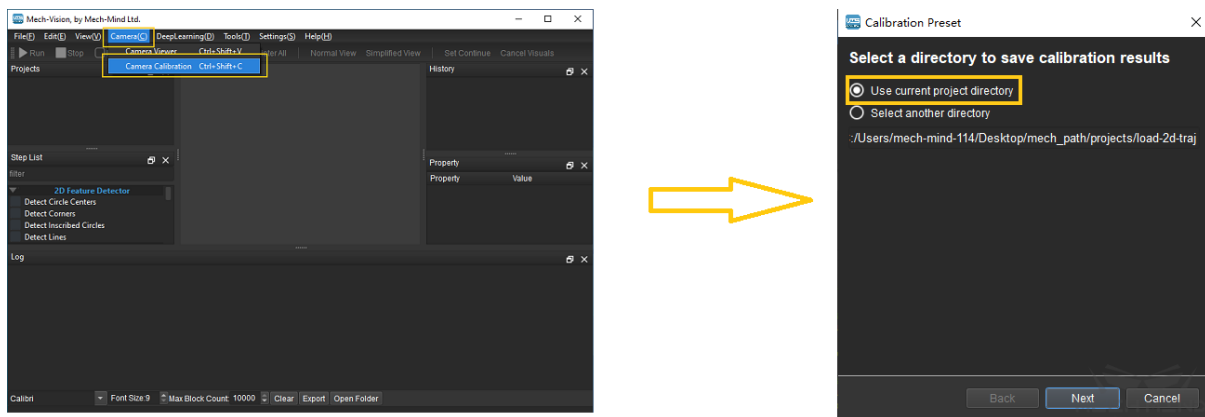 Mech-Vision, by Mech-Mind Ltd.
File(F) Edit(E) View(V) Camera(C) DeepLearning(D) Tools(T) Settings(S) Help(H)
Camera Viewer Ctrl+Shift+V
Run Stop Normal View Simplified View Set Continue Cancel Visuals
Camera Calibration Ctrl+Shift+C
Projects
History
Step List
filter
2D Feature Detector
Detect Circle Centers
Detect Corners
Detect Inscribed Circles
Detect Lines
Property
Property Value
Log
Calibri Font Size:9 Max Block Count: 10000 Clear Export Open Folder
Calibration Preset
Select a directory to save calibration results
Use current project directory
Select another directory
:/Users/mech-mind-114/Desktop/mech_path/projects/load-2d-traj
Back Next Cancel